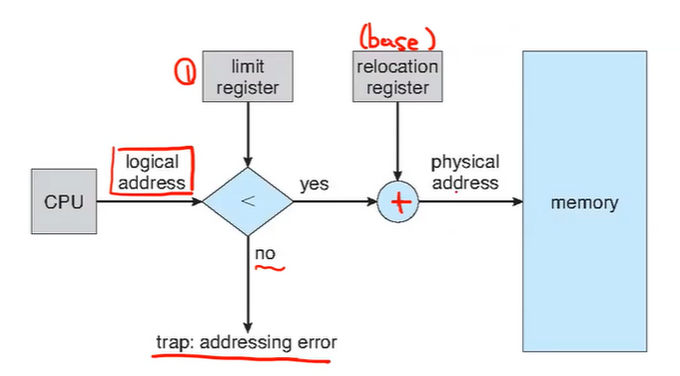 (base)
①
limit
register
relocation
register
logical
address
CPU
<
yes
+
physical
address
memory
no
trap: addressing error